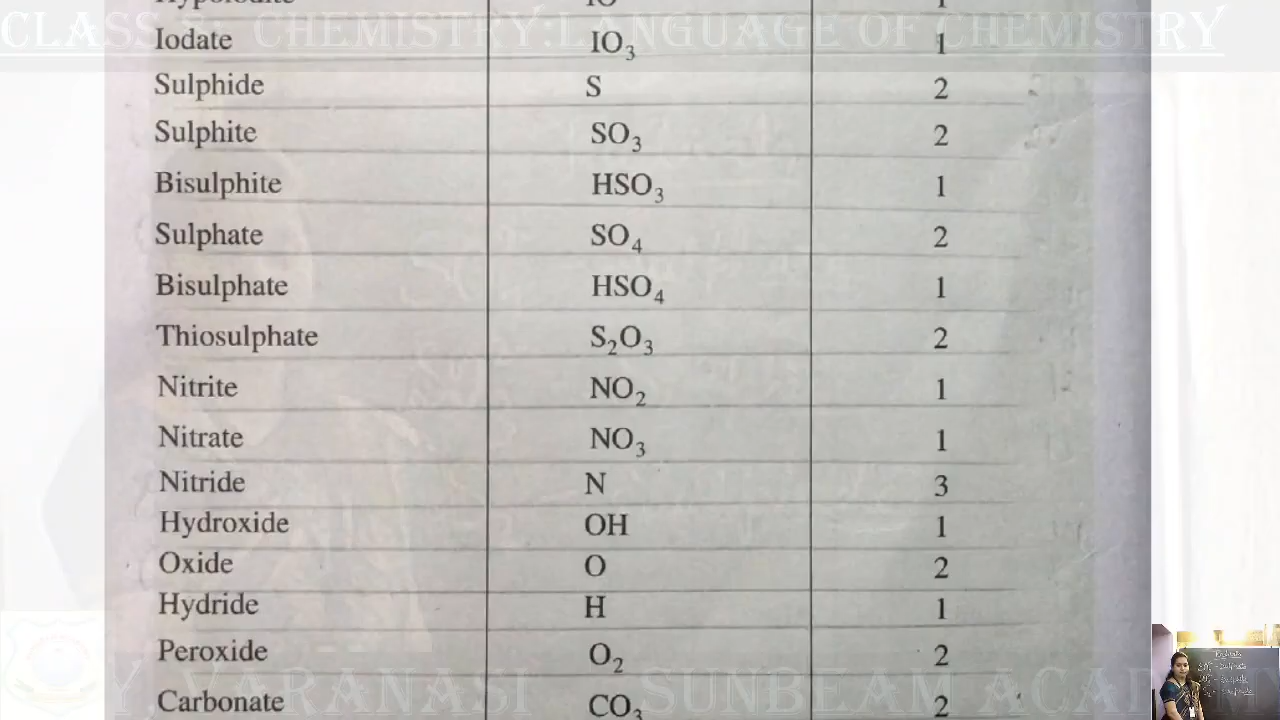 CLASS CHEMISTRY:LANGUAGE OF CHEMISTRY
Iodate IO3 1
Sulphide S 2
Sulphite SO3 2
Bisulphite HSO3 1
Sulphate SO4 2
Bisulphate HSO4 1
Thiosulphate S2O3 2
Nitrite NO2 1
Nitrate NO3 1
Nitride N 3
Hydroxide OH 1
Oxide O 2
Hydride H 1
Peroxide O2 2
Carbonate CO3 2
Y, VARANASI SUNBEAM ACADEM